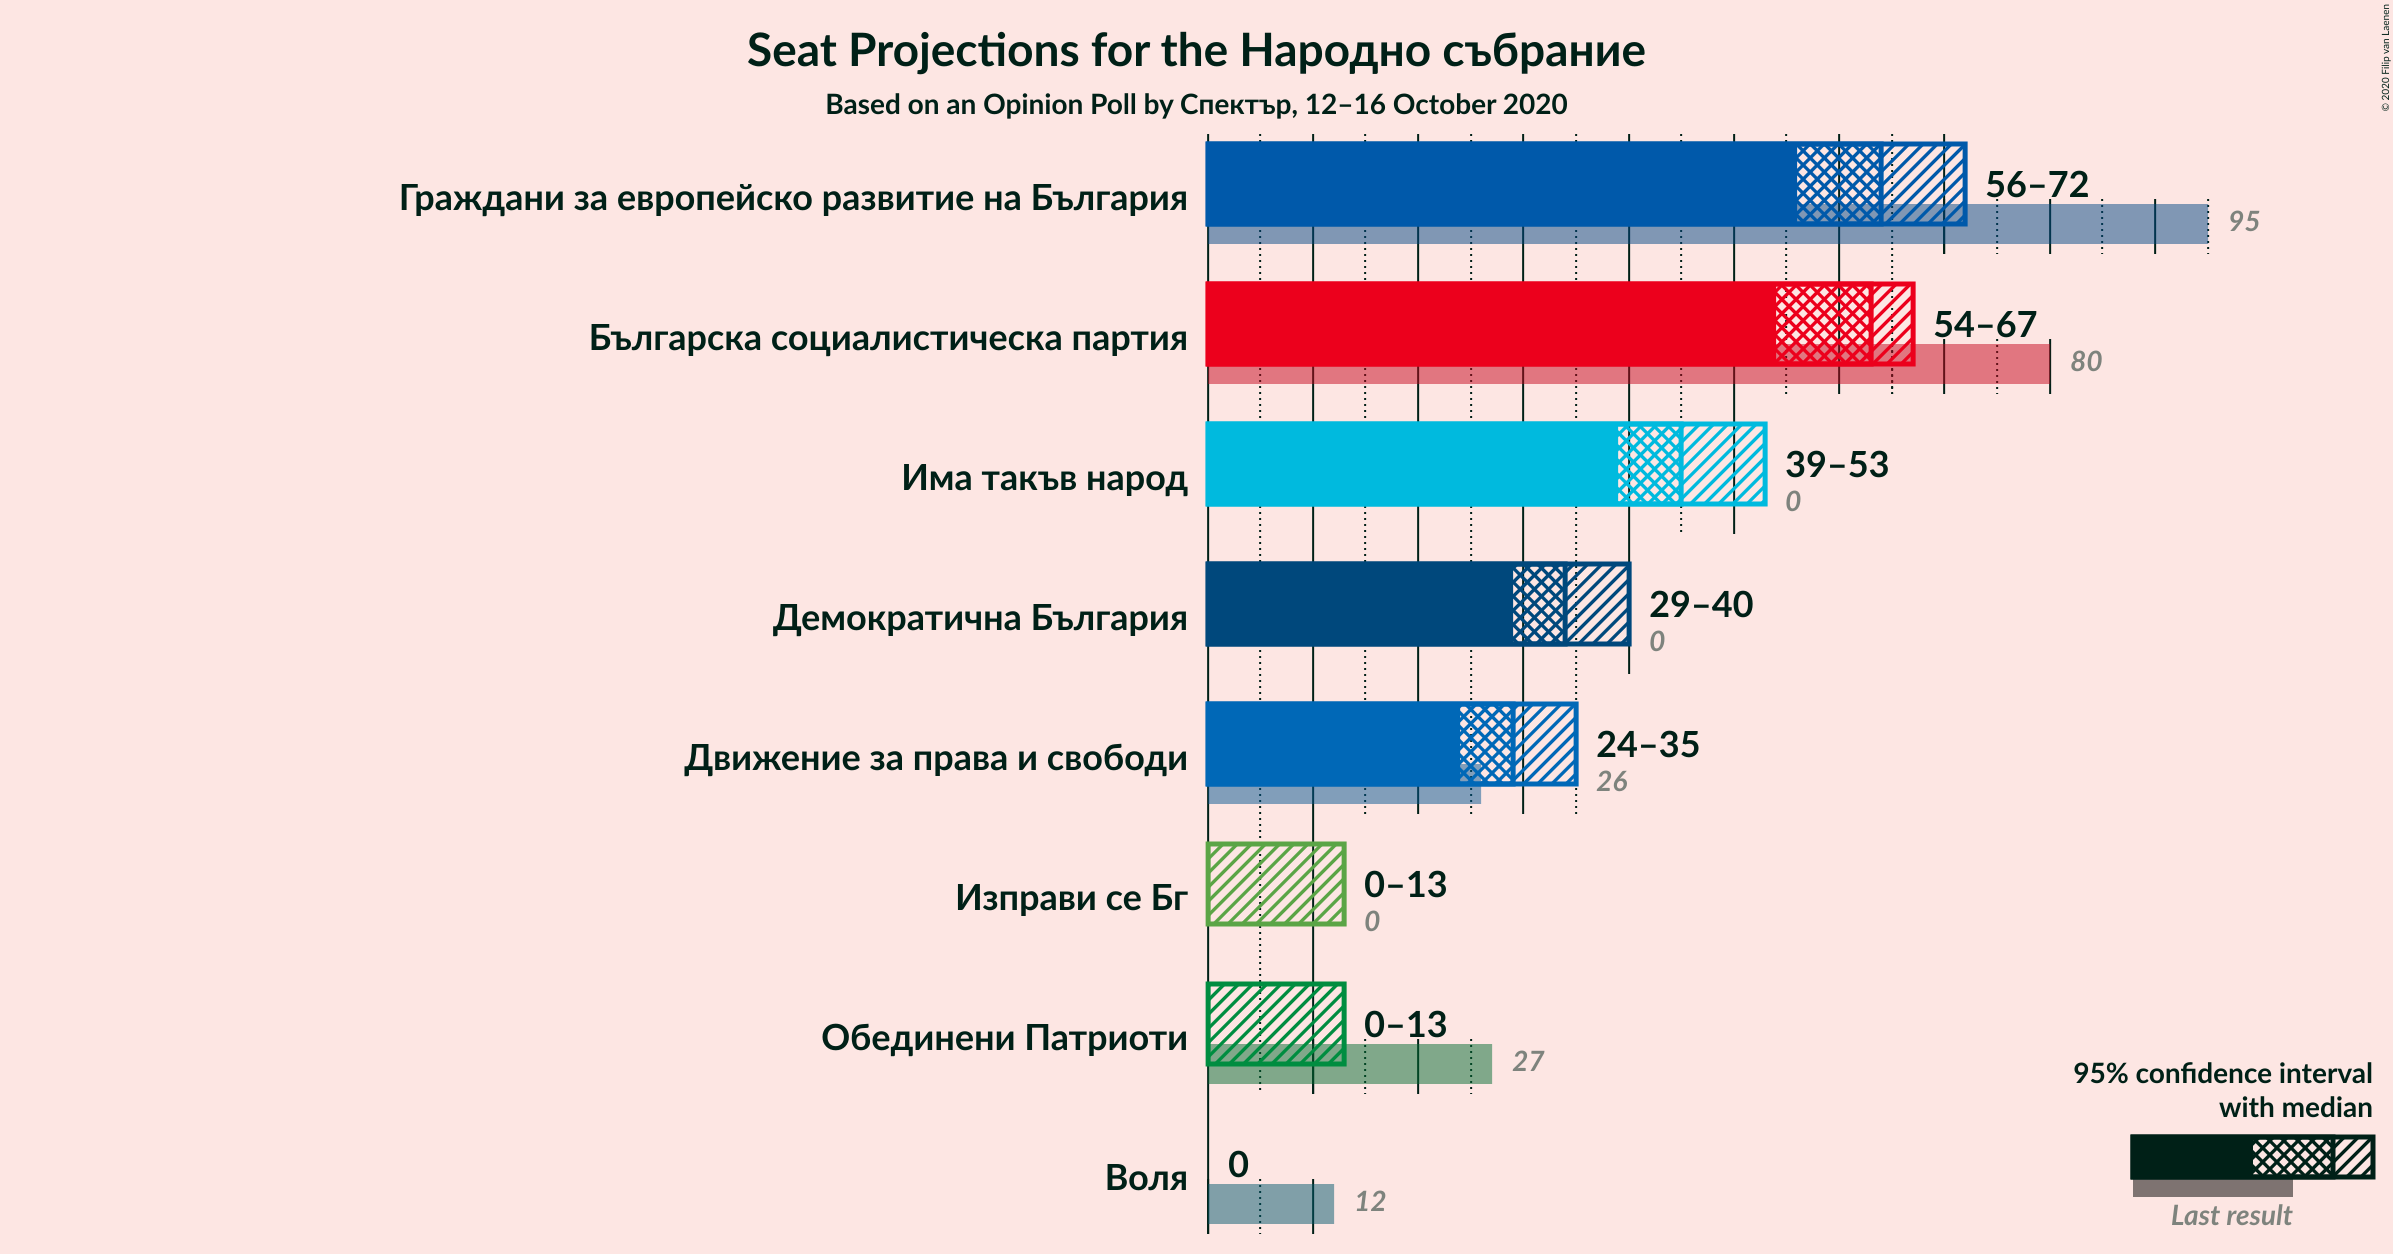 Seat Projections for the Народно събрание
Based on an Opinion Poll by Спектър, 12–16 October 2020
© 2020 Filip van Laenen
Граждани за европейско развитие на България
56–72
95
Българска социалистическа партия
54–67
80
Има такъв народ
39–53
0
Демократична България
29–40
0
Движение за права и свободи
24–35
26
Изправи се Бг
0–13
0
Обединени Патриоти
0–13
27
Воля
0
12
95% confidence interval
with median
Last result